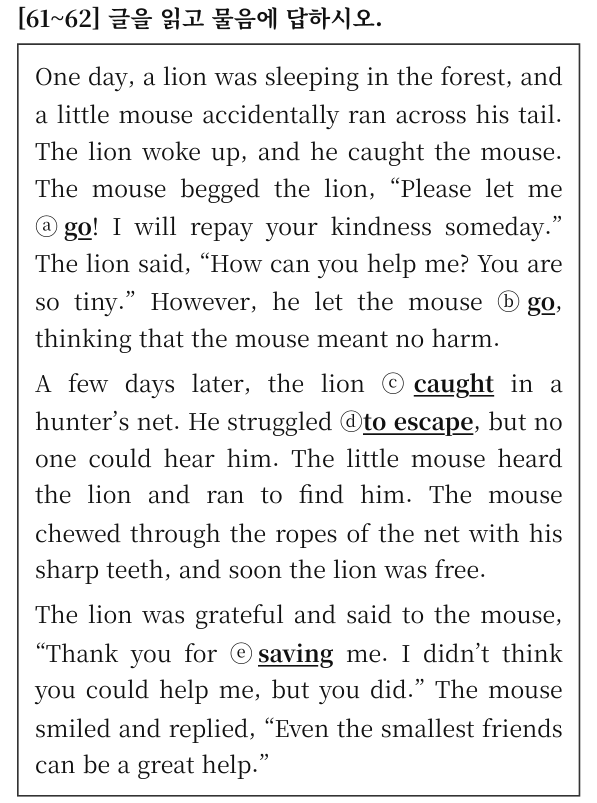 [61~62] 글을 읽고 물음에 답하시오.
One day, a lion was sleeping in the forest, and
a little mouse accidentally ran across his tail.
The lion woke up, and he caught the mouse.
The mouse begged the lion, “Please let me
ⓐ go! I will repay your kindness someday.”
The lion said, “How can you help me? You are
so tiny.” However, he let the mouse ⓑ go,
thinking that the mouse meant no harm.
A few days later, the lion ⓒ caught in a
hunter’s net. He struggled ⓓto escape, but no
one could hear him. The little mouse heard
the lion and ran to find him. The mouse
chewed through the ropes of the net with his
sharp teeth, and soon the lion was free.
The lion was grateful and said to the mouse,
“Thank you for ⓔ saving me. I didn’t think
you could help me, but you did.” The mouse
smiled and replied, “Even the smallest friends
can be a great help.”